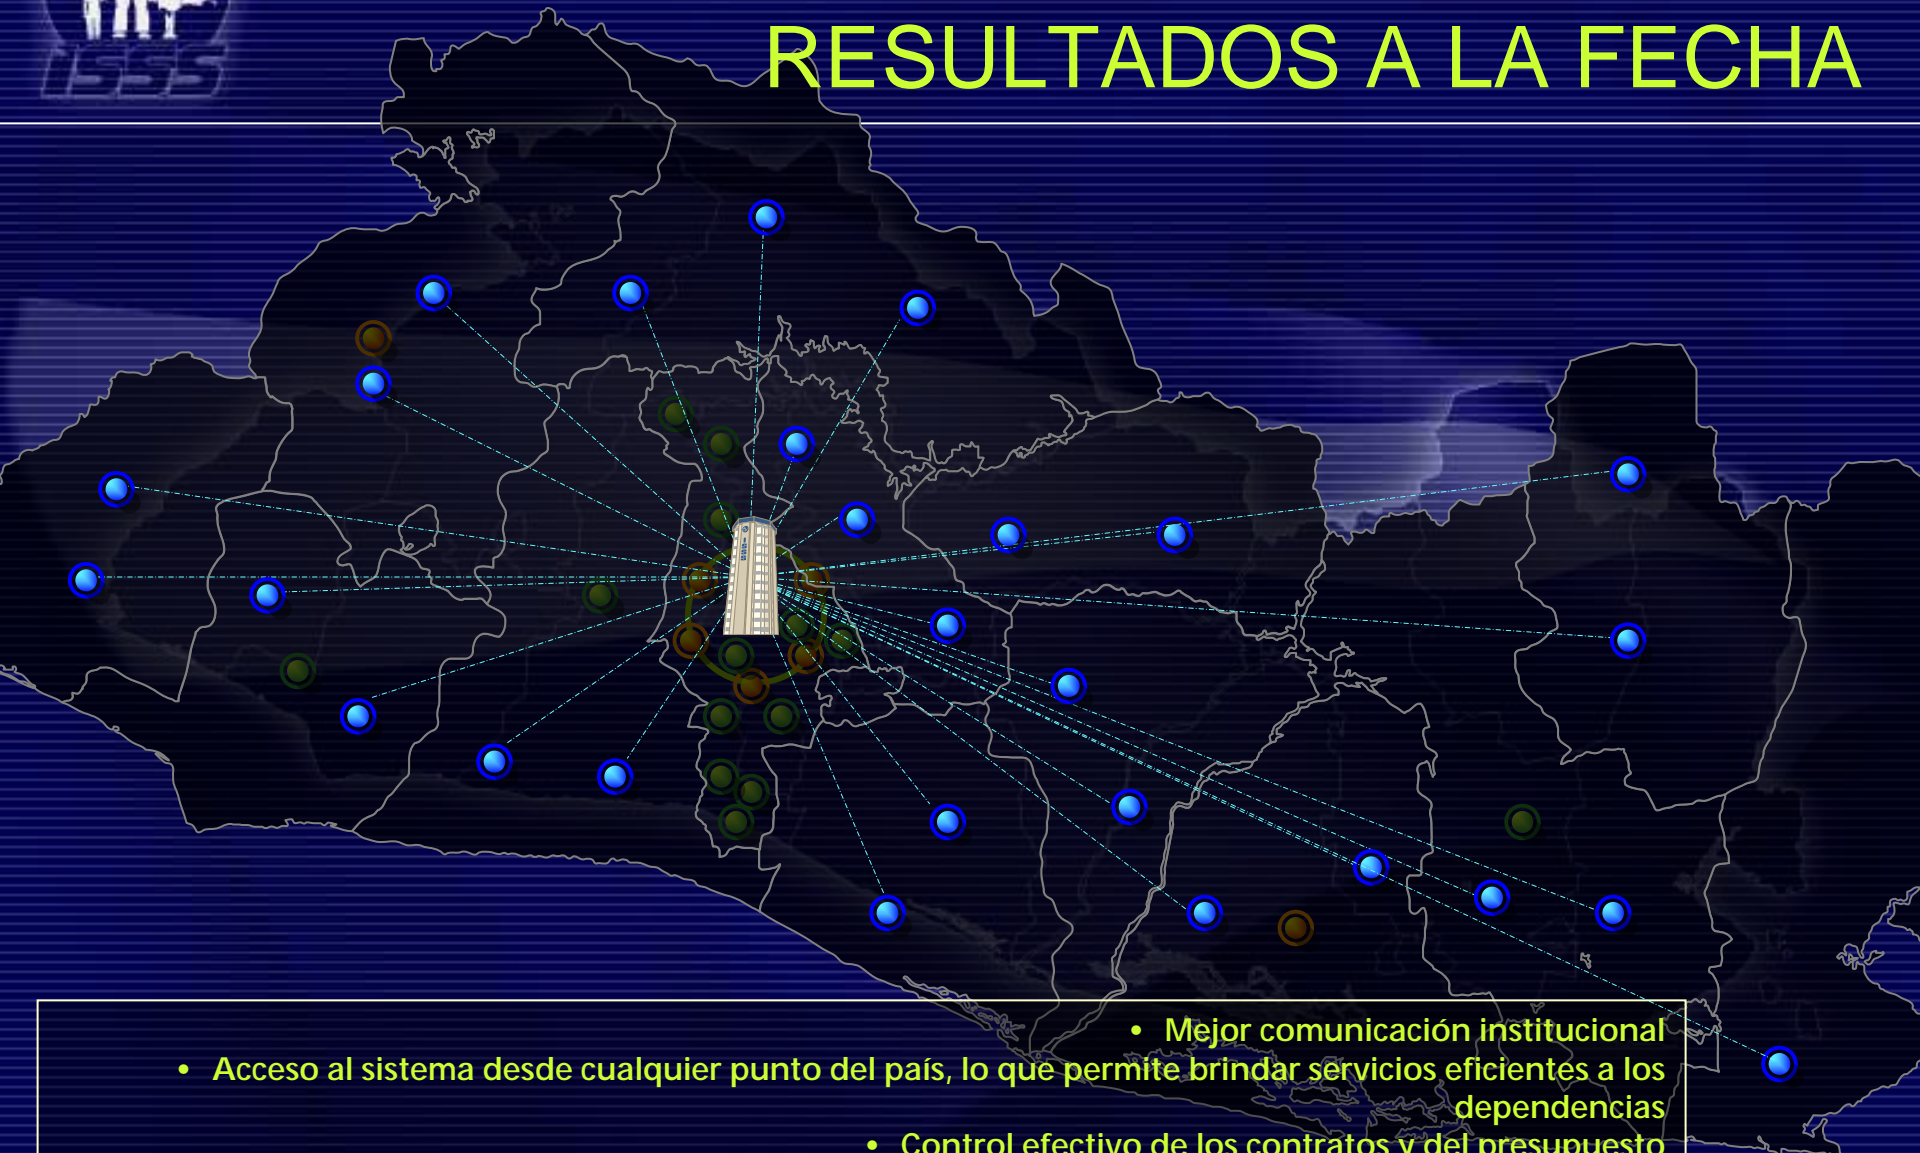 ISSS
RESULTADOS A LA FECHA
ISSS
• Mejor comunicación institucional
• Acceso al sistema desde cualquier punto del país, lo que permite brindar servicios eficientes a los
dependencias
• Control efectivo de los contratos y del presupuesto